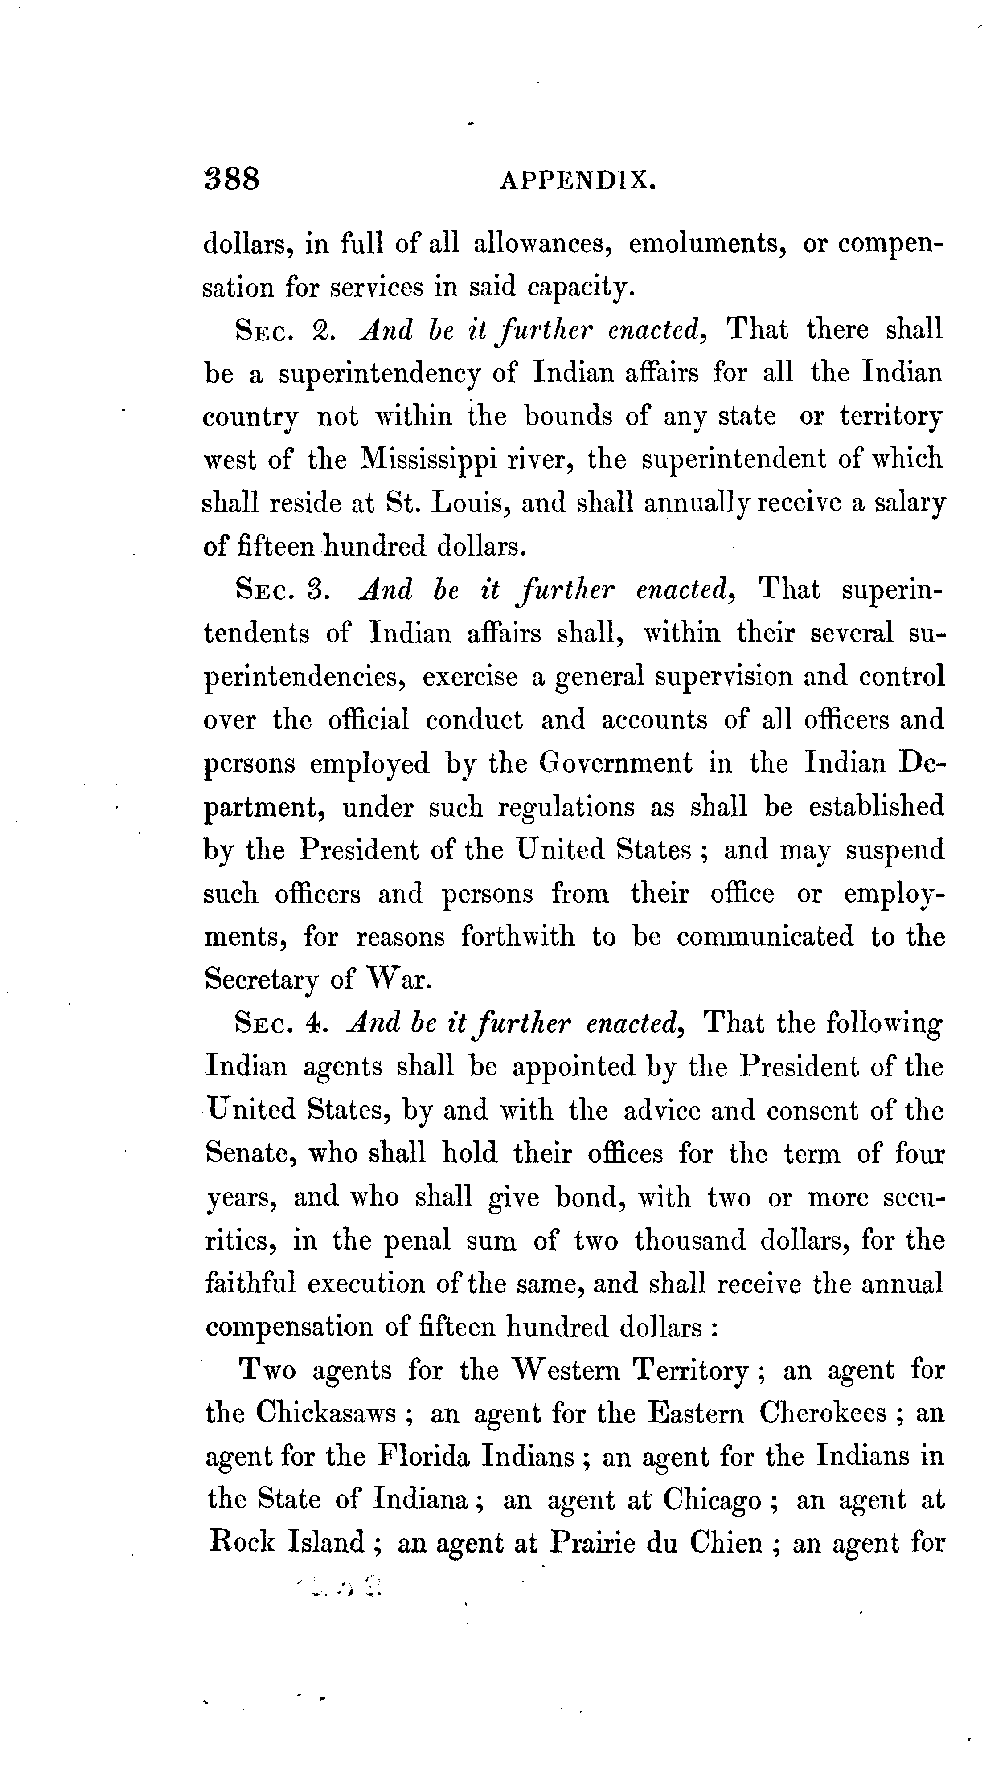 388 APPENDIX.
dollars, in full of all allowances, emoluments, or compen-
sation for services in said capacity.
SEC. 2. And be it further enacted, That there shall
be a superintendency of Indian affairs for all the Indian
country not within the bounds of any state or territory
west of the Mississippi river, the superintendent of which
shall reside at St. Louis, and shall annually receive a salary
of fifteen hundred dollars.
SEC. 3. And be it further enacted, That superin-
tendents of Indian affairs shall, within their several su-
perintendencies, exercise a general supervision and control
over the official conduct and accounts of all officers and
persons employed by the Government in the Indian De-
partment, under such regulations as shall be established
by the President of the United States ; and may suspend
such officers and persons from their office or employ-
ments, for reasons forthwith to be communicated to the
Secretary of War.
SEC. 4. And be it further enacted, That the following
Indian agents shall be appointed by the President of the
United States, by and with the advice and consent of the
Senate, who shall hold their offices for the term of four
years, and who shall give bond, with two or more secu-
rities, in the penal sum of two thousand dollars, for the
faithful execution of the same, and shall receive the annual
compensation of fifteen hundred dollars :
Two agents for the Western Territory ; an agent for
the Chickasaws ; an agent for the Eastern Cherokees ; an
agent for the Florida Indians ; an agent for the Indians in
the State of Indiana ; an agent at Chicago ; an agent at
Rock Island ; an agent at Prairie du Chien ; an agent for